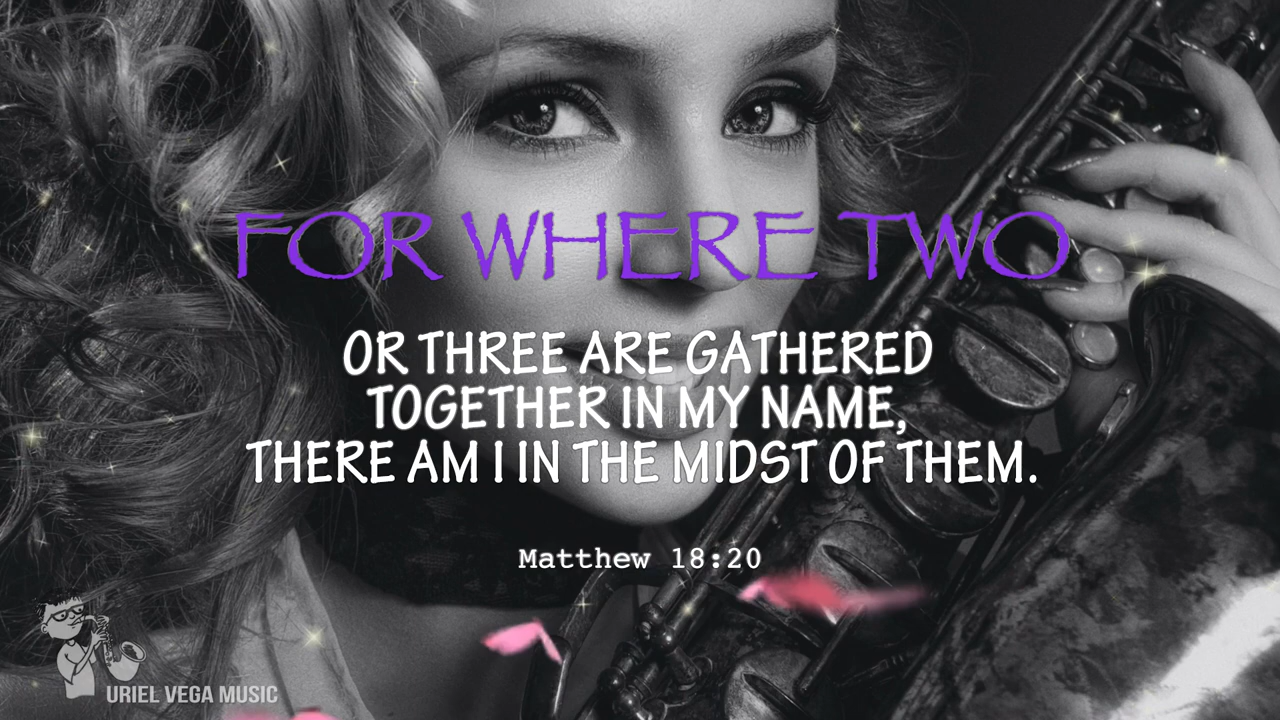 FOR WHERE TWO
OR THREE ARE GATHERED
TOGETHER IN MY NAME,
THERE AM I IN THE MIDST OF THEM.
Matthew 18:20
URIEL VEGA MUSIC